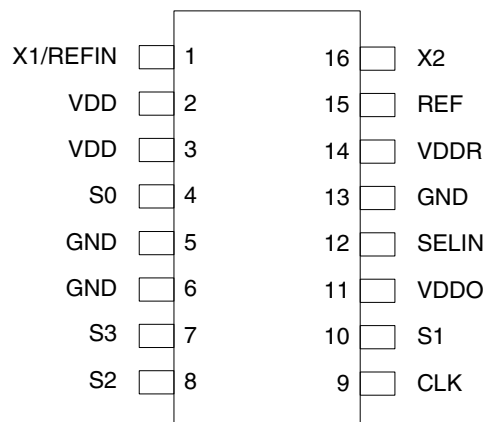 X1/REFIN 1 16 X2
VDD 2 15 REF
VDD 3 14 VDDR
S0 4 13 GND
GND 5 12 SELIN
GND 6 11 VDDO
S3 7 10 S1
S2 8 9 CLK